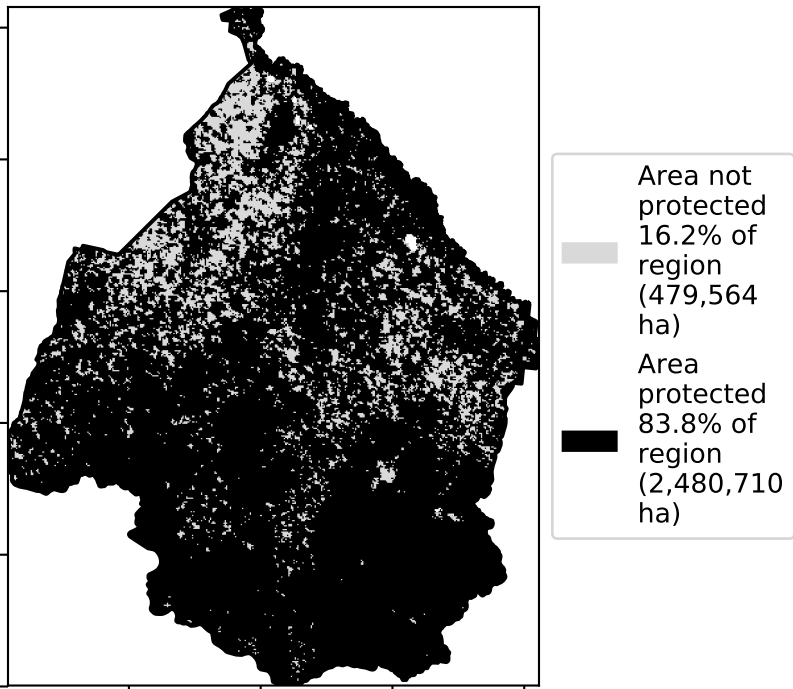 Area not
protected
16.2% of
region
(479,564
ha)
Area
protected
83.8% of
region
(2,480,710
ha)